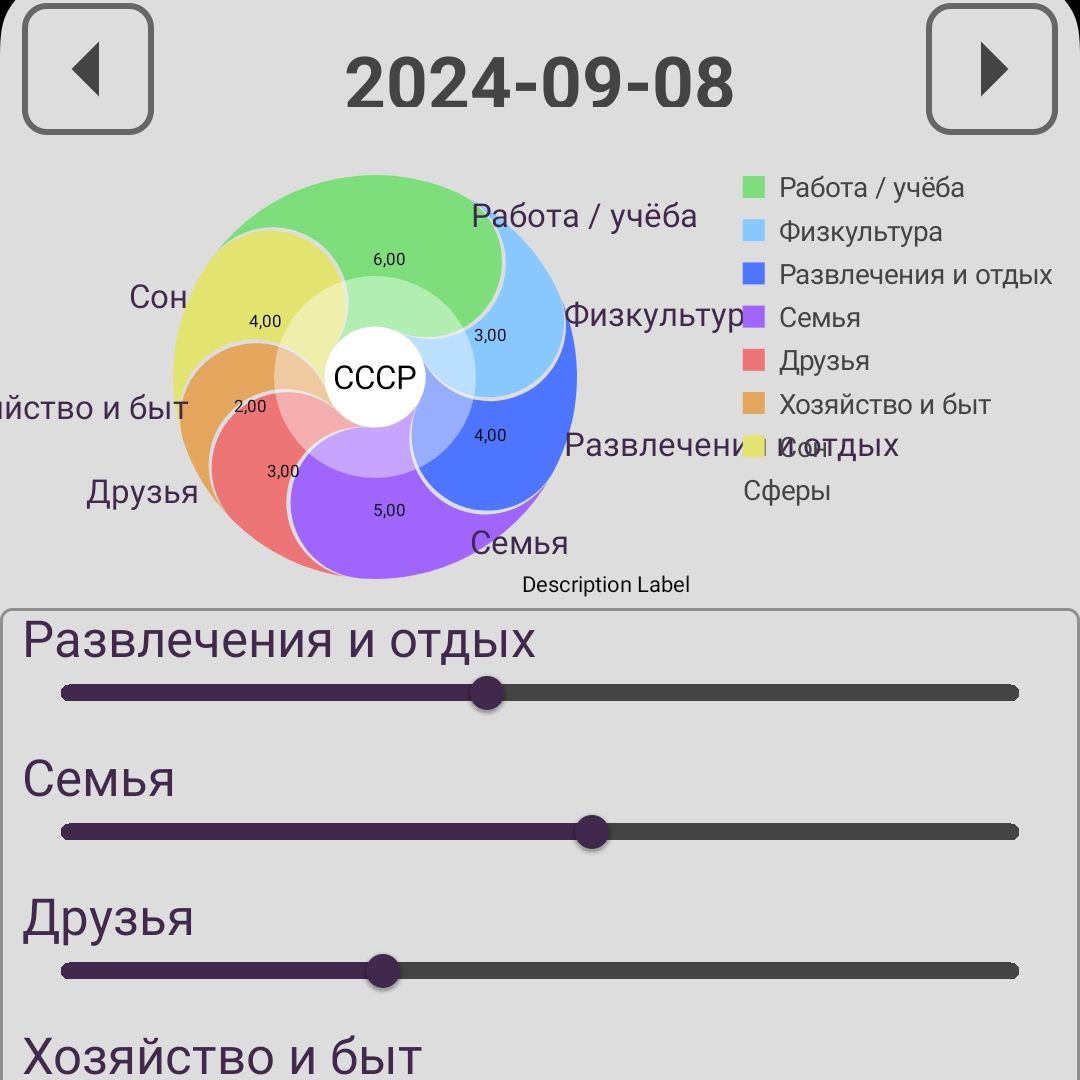 2024-09-08
Работа / учёба
Физкультур
Развлечени и отдых
Семья
Друзья
йство и быт
Сон
6,00
3,00
4,00
5,00
3,00
2,00
4,00
СССР
Работа / учёба
Физкультура
Развлечения и отдых
Семья
Друзья
Хозяйство и быт
Сон
Сферы
Description Label
Развлечения и отдых
Семья
Друзья
Хозяйство и быт